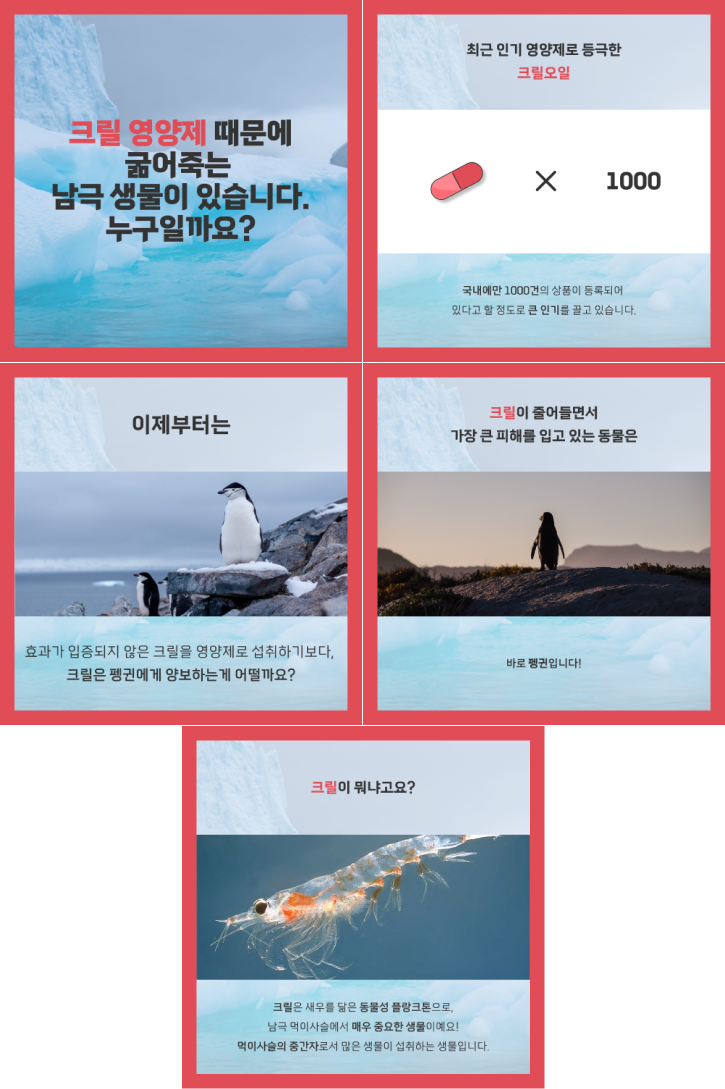 크릴 영양제 때문에
굶어죽는
남극 생물이 있습니다.
누구일까요?
최근 인기 영양제로 등극한
크릴오일
1000
국내에만 1000건의 상품이 등록되어
있다고 할 정도로 큰 인기를 끌고 있습니다.
이제부터는
효과가 입증되지 않은 크릴을 영양제로 섭취하기보다,
크릴은 펭귄에게 양보하는게 어떨까요?
크릴이 줄어들면서
가장 큰 피해를 입고 있는 동물은
바로 펭귄입니다!
크릴이 뭐냐고요?
크릴은 새우를 닮은 동물성 플랑크톤으로,
남극 먹이사슬에서 매우 중요한 생물이예요!
먹이사슬의 중간자로서 많은 생물이 섭취하는 생물입니다.